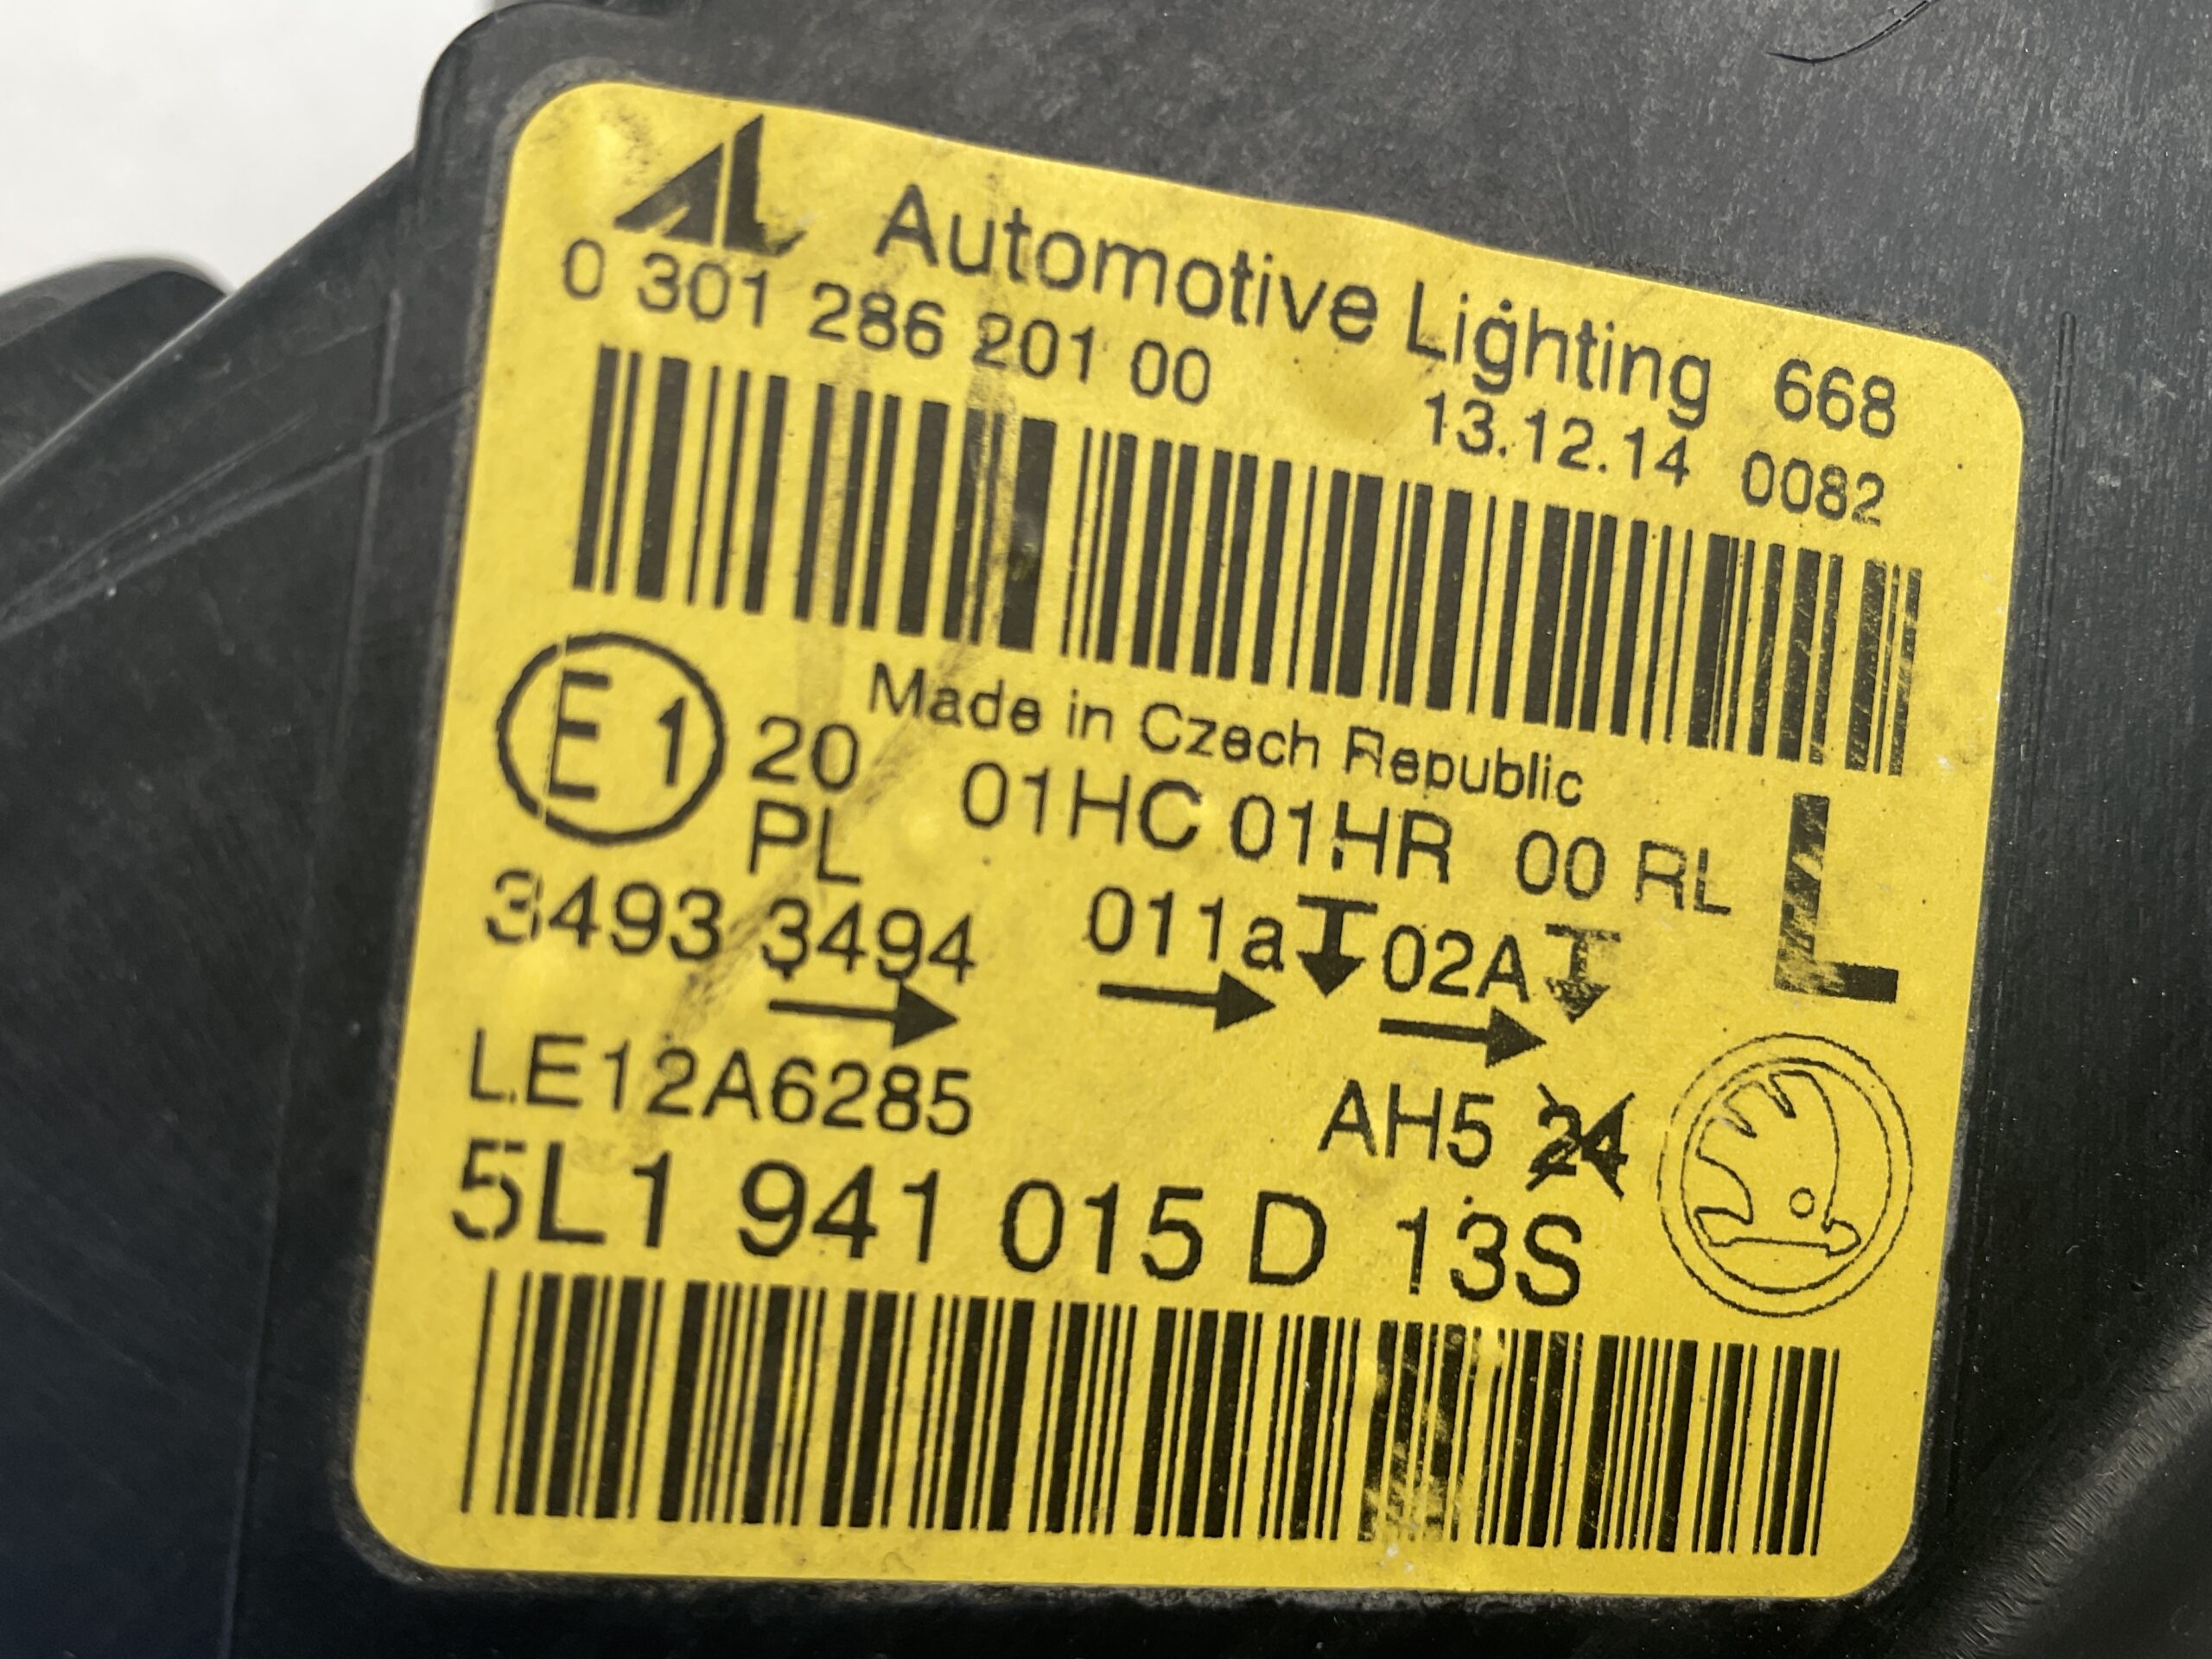 AL Automotive Lighting 668
0 301 286 201 00 13.12.14 0082
Made in Czech Republic
E1 20 01HC 01HR 00 RL L
PL
3493 3494 011a 02A
LE12A6285 AH5 24
5L1 941 015 D 13S